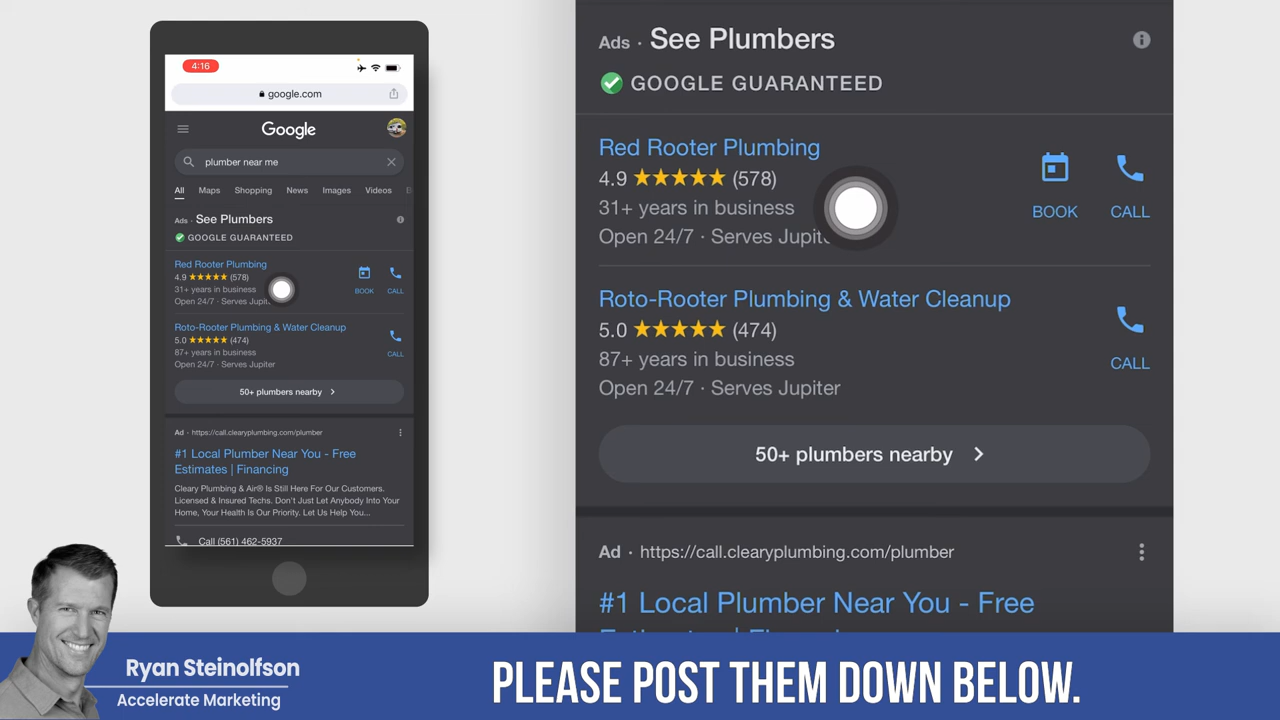 4:16
google.com
Google
plumber near me
All Maps Shopping News Images Videos
Ads · See Plumbers
GOOGLE GUARANTEED
Red Rooter Plumbing
4.9 ★★★★★ (578)
31+ years in business
Open 24/7 · Serves
BOOK
CALL
Roto-Rooter Plumbing & Water Cleanup
5.0 ★★★★★ (474)
87+ years in business
Open 24/7 · Serves Jupiter
CALL
50+ plumbers nearby
Ad · https://call.clearyplumbing.com/plumber
#1 Local Plumber Near You - Free
Estimates | Financing
Cleary Plumbing & Air® Is Still Here For Our Customers.
Licensed & Insured Techs. Don't Just Let Anybody Into Your
Home, Your Health Is Our Priority. Let Us Help You...
Call (561) 462-5937
Ads · See Plumbers
GOOGLE GUARANTEED
Red Rooter Plumbing
4.9 ★★★★★ (578)
31+ years in business
Open 24/7 · Serves
BOOK
CALL
Roto-Rooter Plumbing & Water Cleanup
5.0 ★★★★★ (474)
87+ years in business
Open 24/7 · Serves Jupiter
CALL
50+ plumbers nearby
Ad · https://call.clearyplumbing.com/plumber
#1 Local Plumber Near You - Free
Ryan Steinolfson
Accelerate Marketing
PLEASE POST THEM DOWN BELOW.